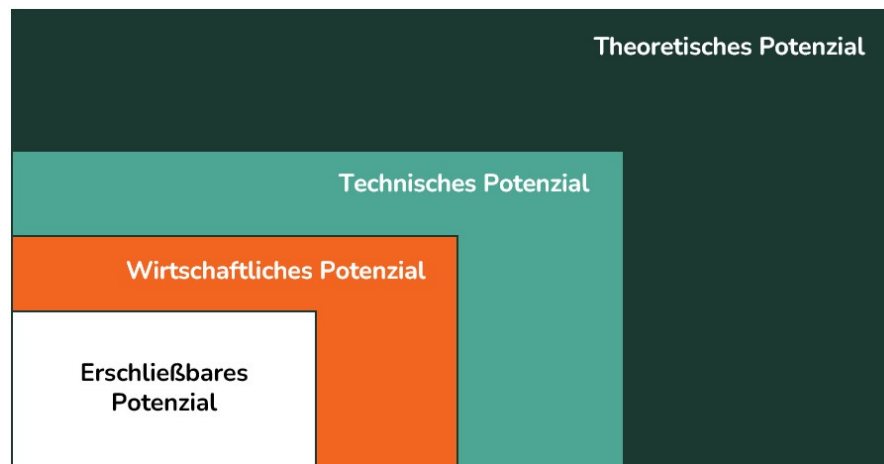 Theoretisches Potenzial
Technisches Potenzial
Wirtschaftliches Potenzial
Erschließbares
Potenzial